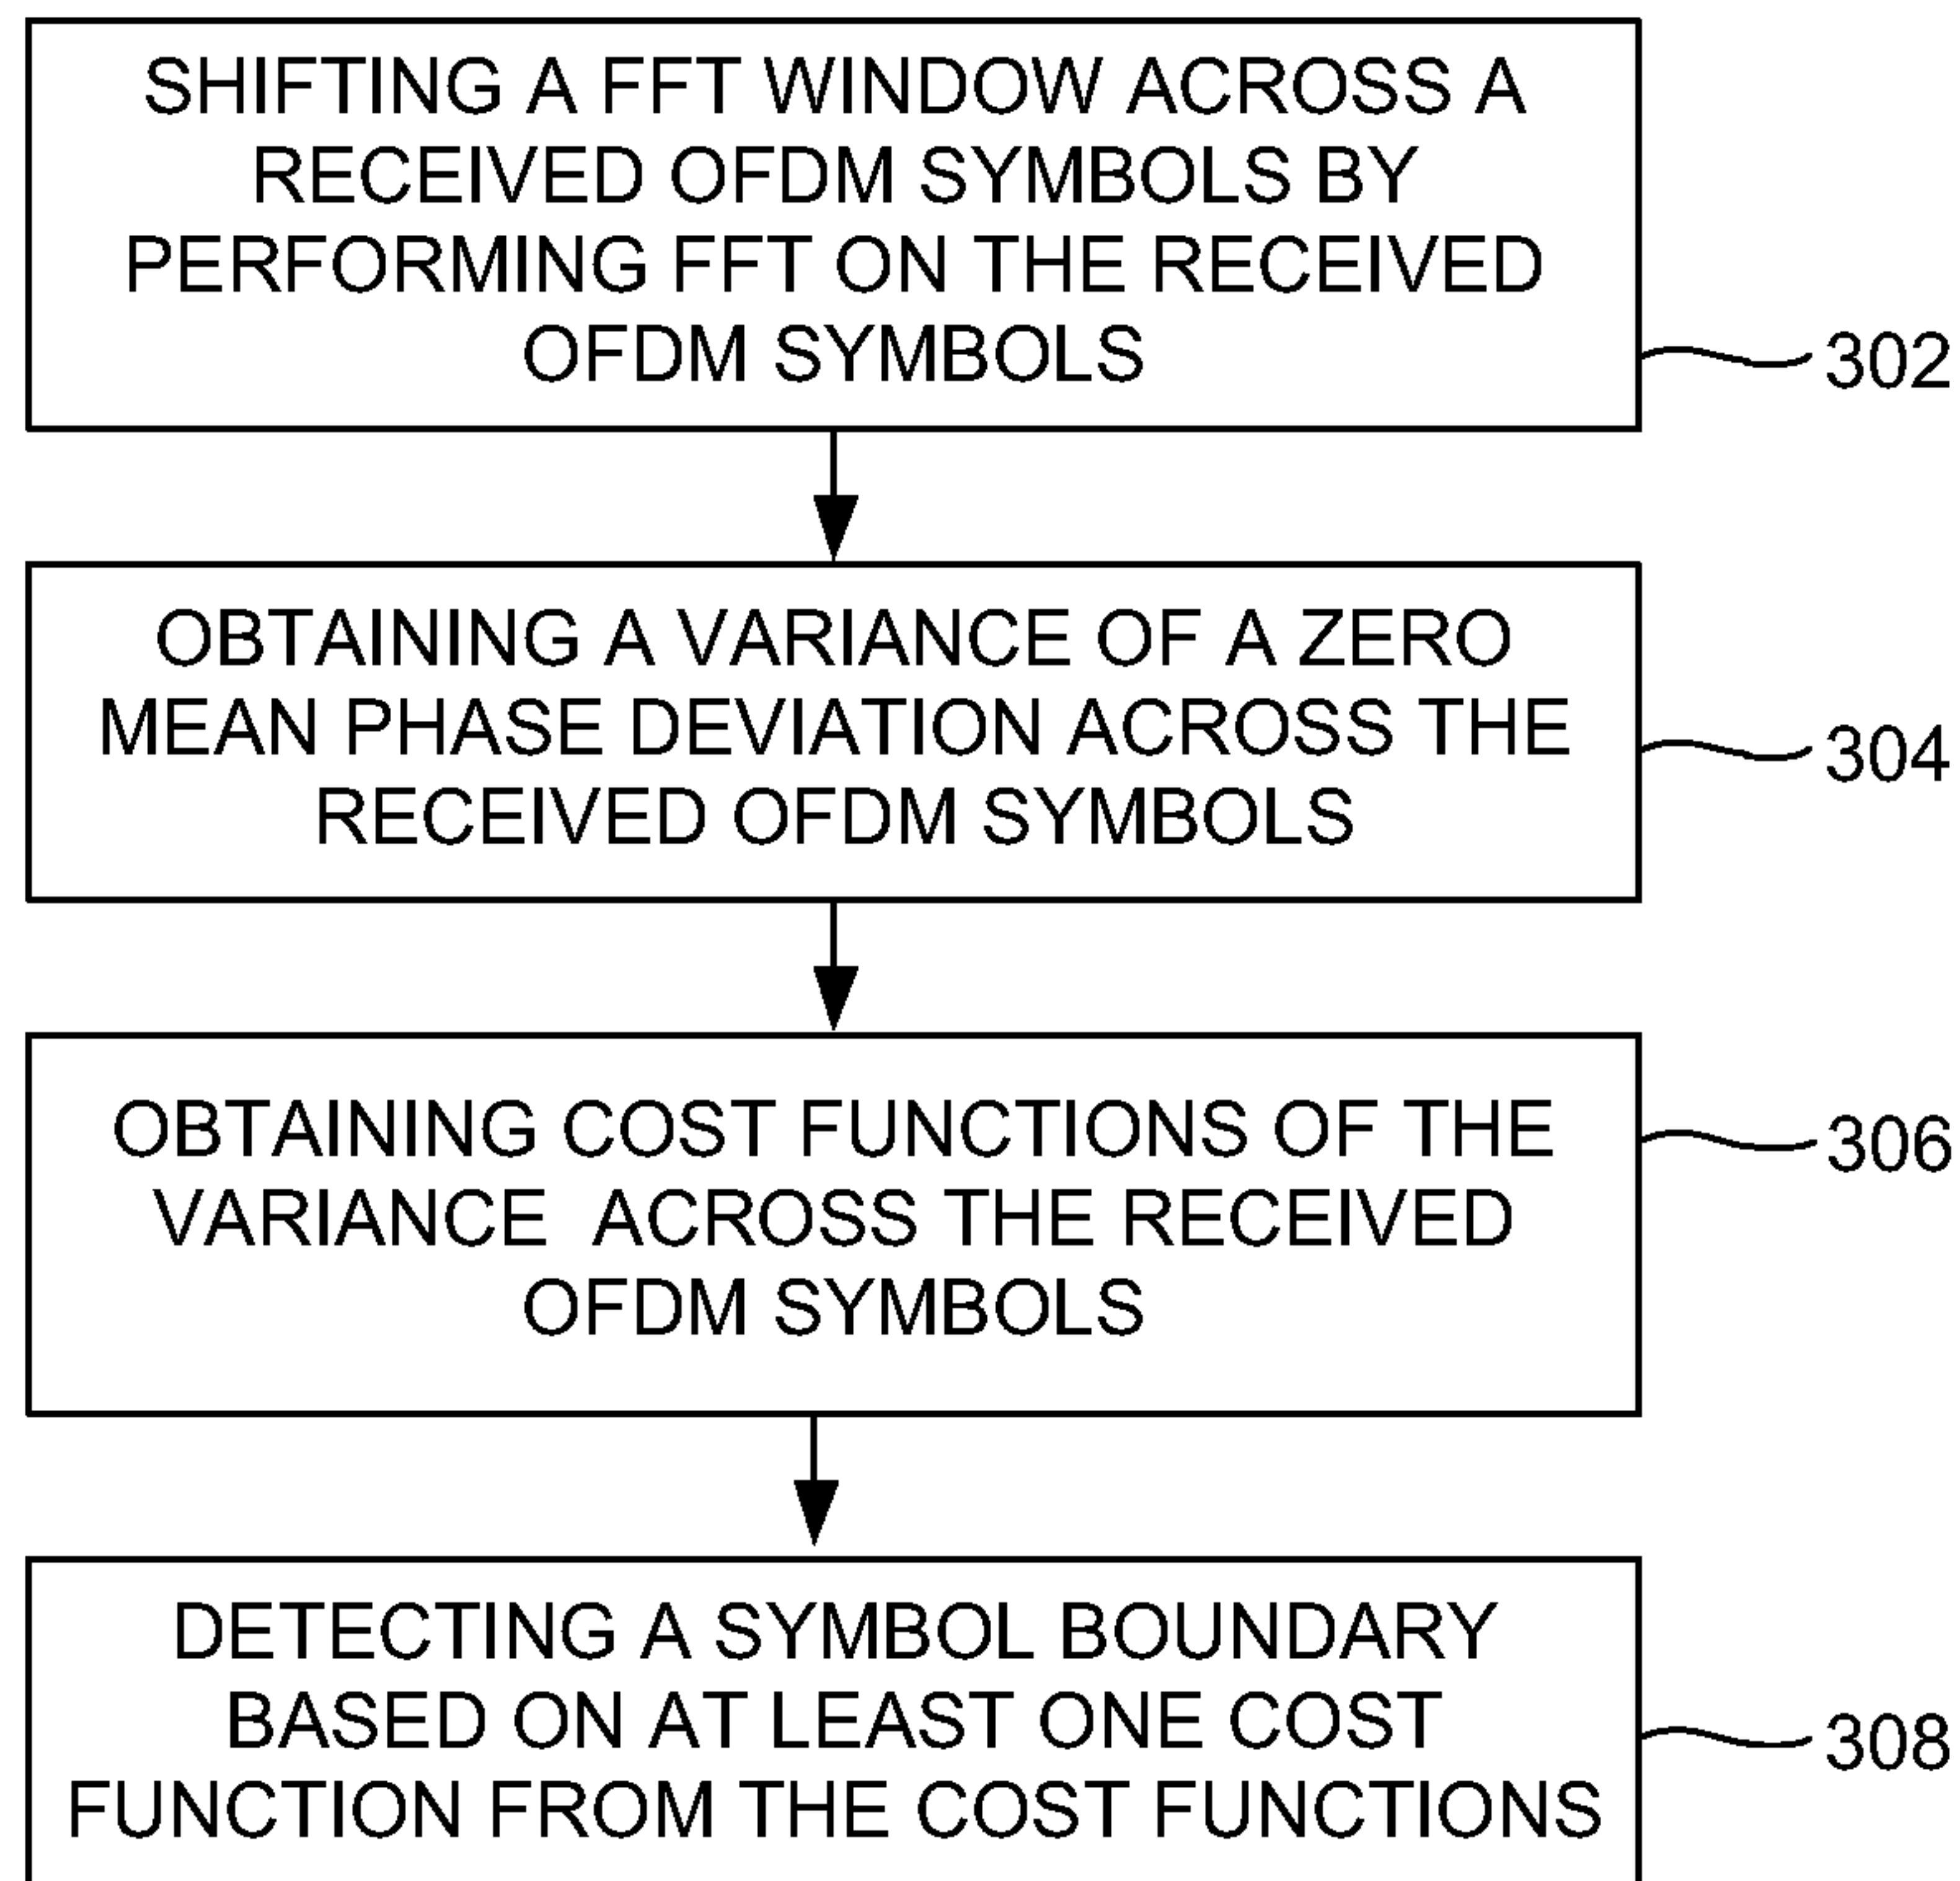 SHIFTING A FFT WINDOW ACROSS A
RECEIVED OFDM SYMBOLS BY
PERFORMING FFT ON THE RECEIVED
OFDM SYMBOLS
302
OBTAINING A VARIANCE OF A ZERO
MEAN PHASE DEVIATION ACROSS THE
RECEIVED OFDM SYMBOLS
304
OBTAINING COST FUNCTIONS OF THE
VARIANCE ACROSS THE RECEIVED
OFDM SYMBOLS
306
DETECTING A SYMBOL BOUNDARY
BASED ON AT LEAST ONE COST
FUNCTION FROM THE COST FUNCTIONS
308